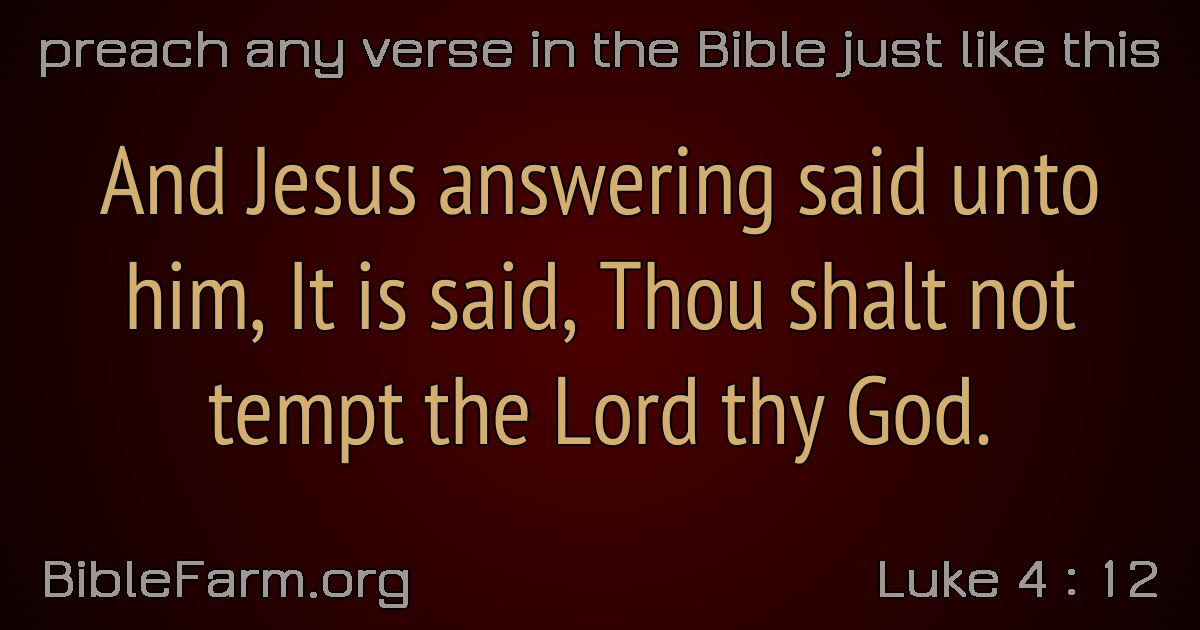 preach any verse in the Bible just like this
And Jesus answering said unto
him, It is said, Thou shalt not
tempt the Lord thy God.
BibleFarm.org
Luke 4 : 12